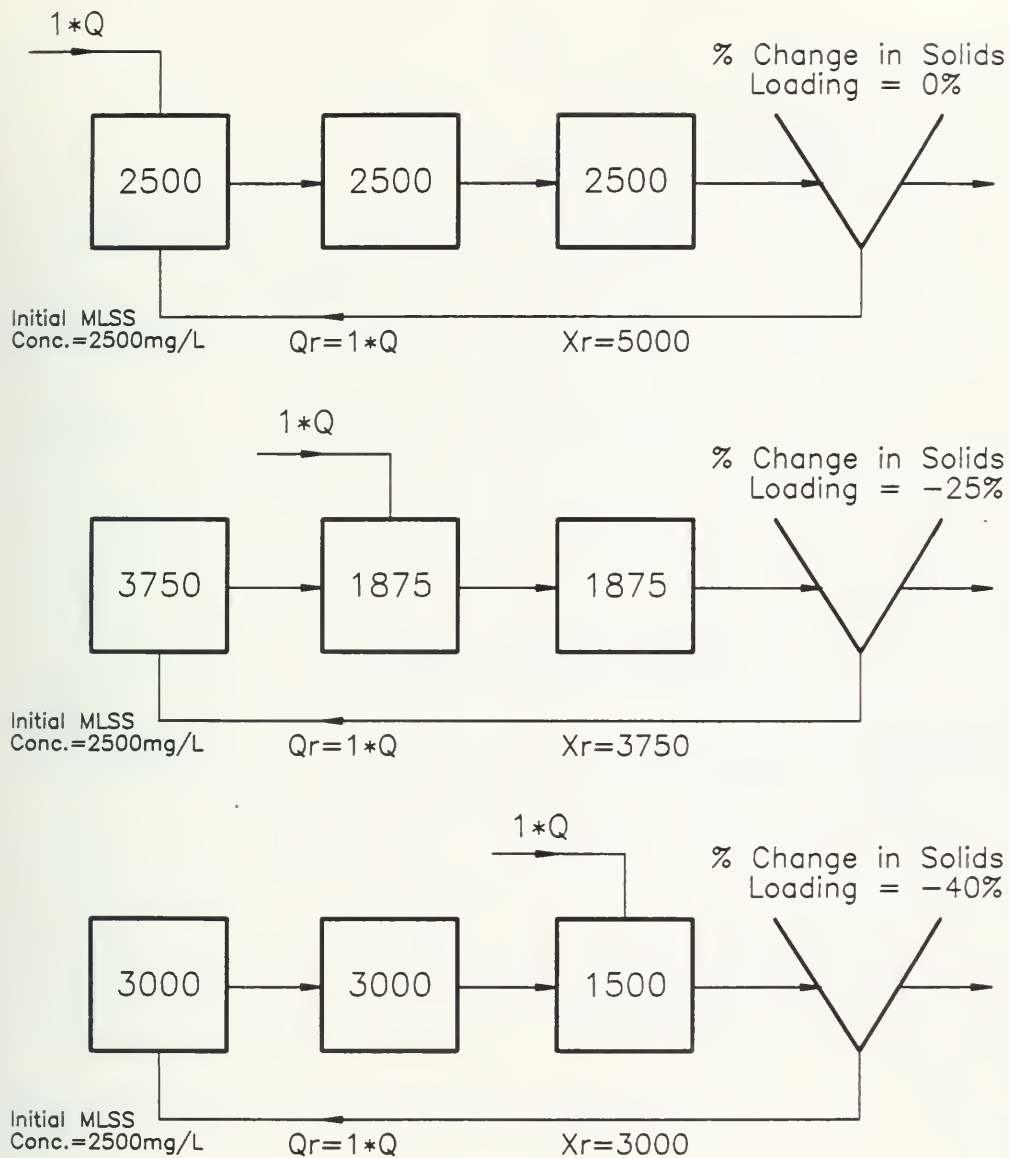 1*Q
% Change in Solids
Loading = 0%
2500
2500
2500
Initial MLSS
Conc.=2500mg/L
Qr=1*Q
Xr=5000
1*Q
% Change in Solids
Loading = -25%
3750
1875
1875
Initial MLSS
Conc.=2500mg/L
Qr=1*Q
Xr=3750
1*Q
% Change in Solids
Loading = -40%
3000
3000
1500
Initial MLSS
Conc.=2500mg/L
Qr=1*Q
Xr=3000